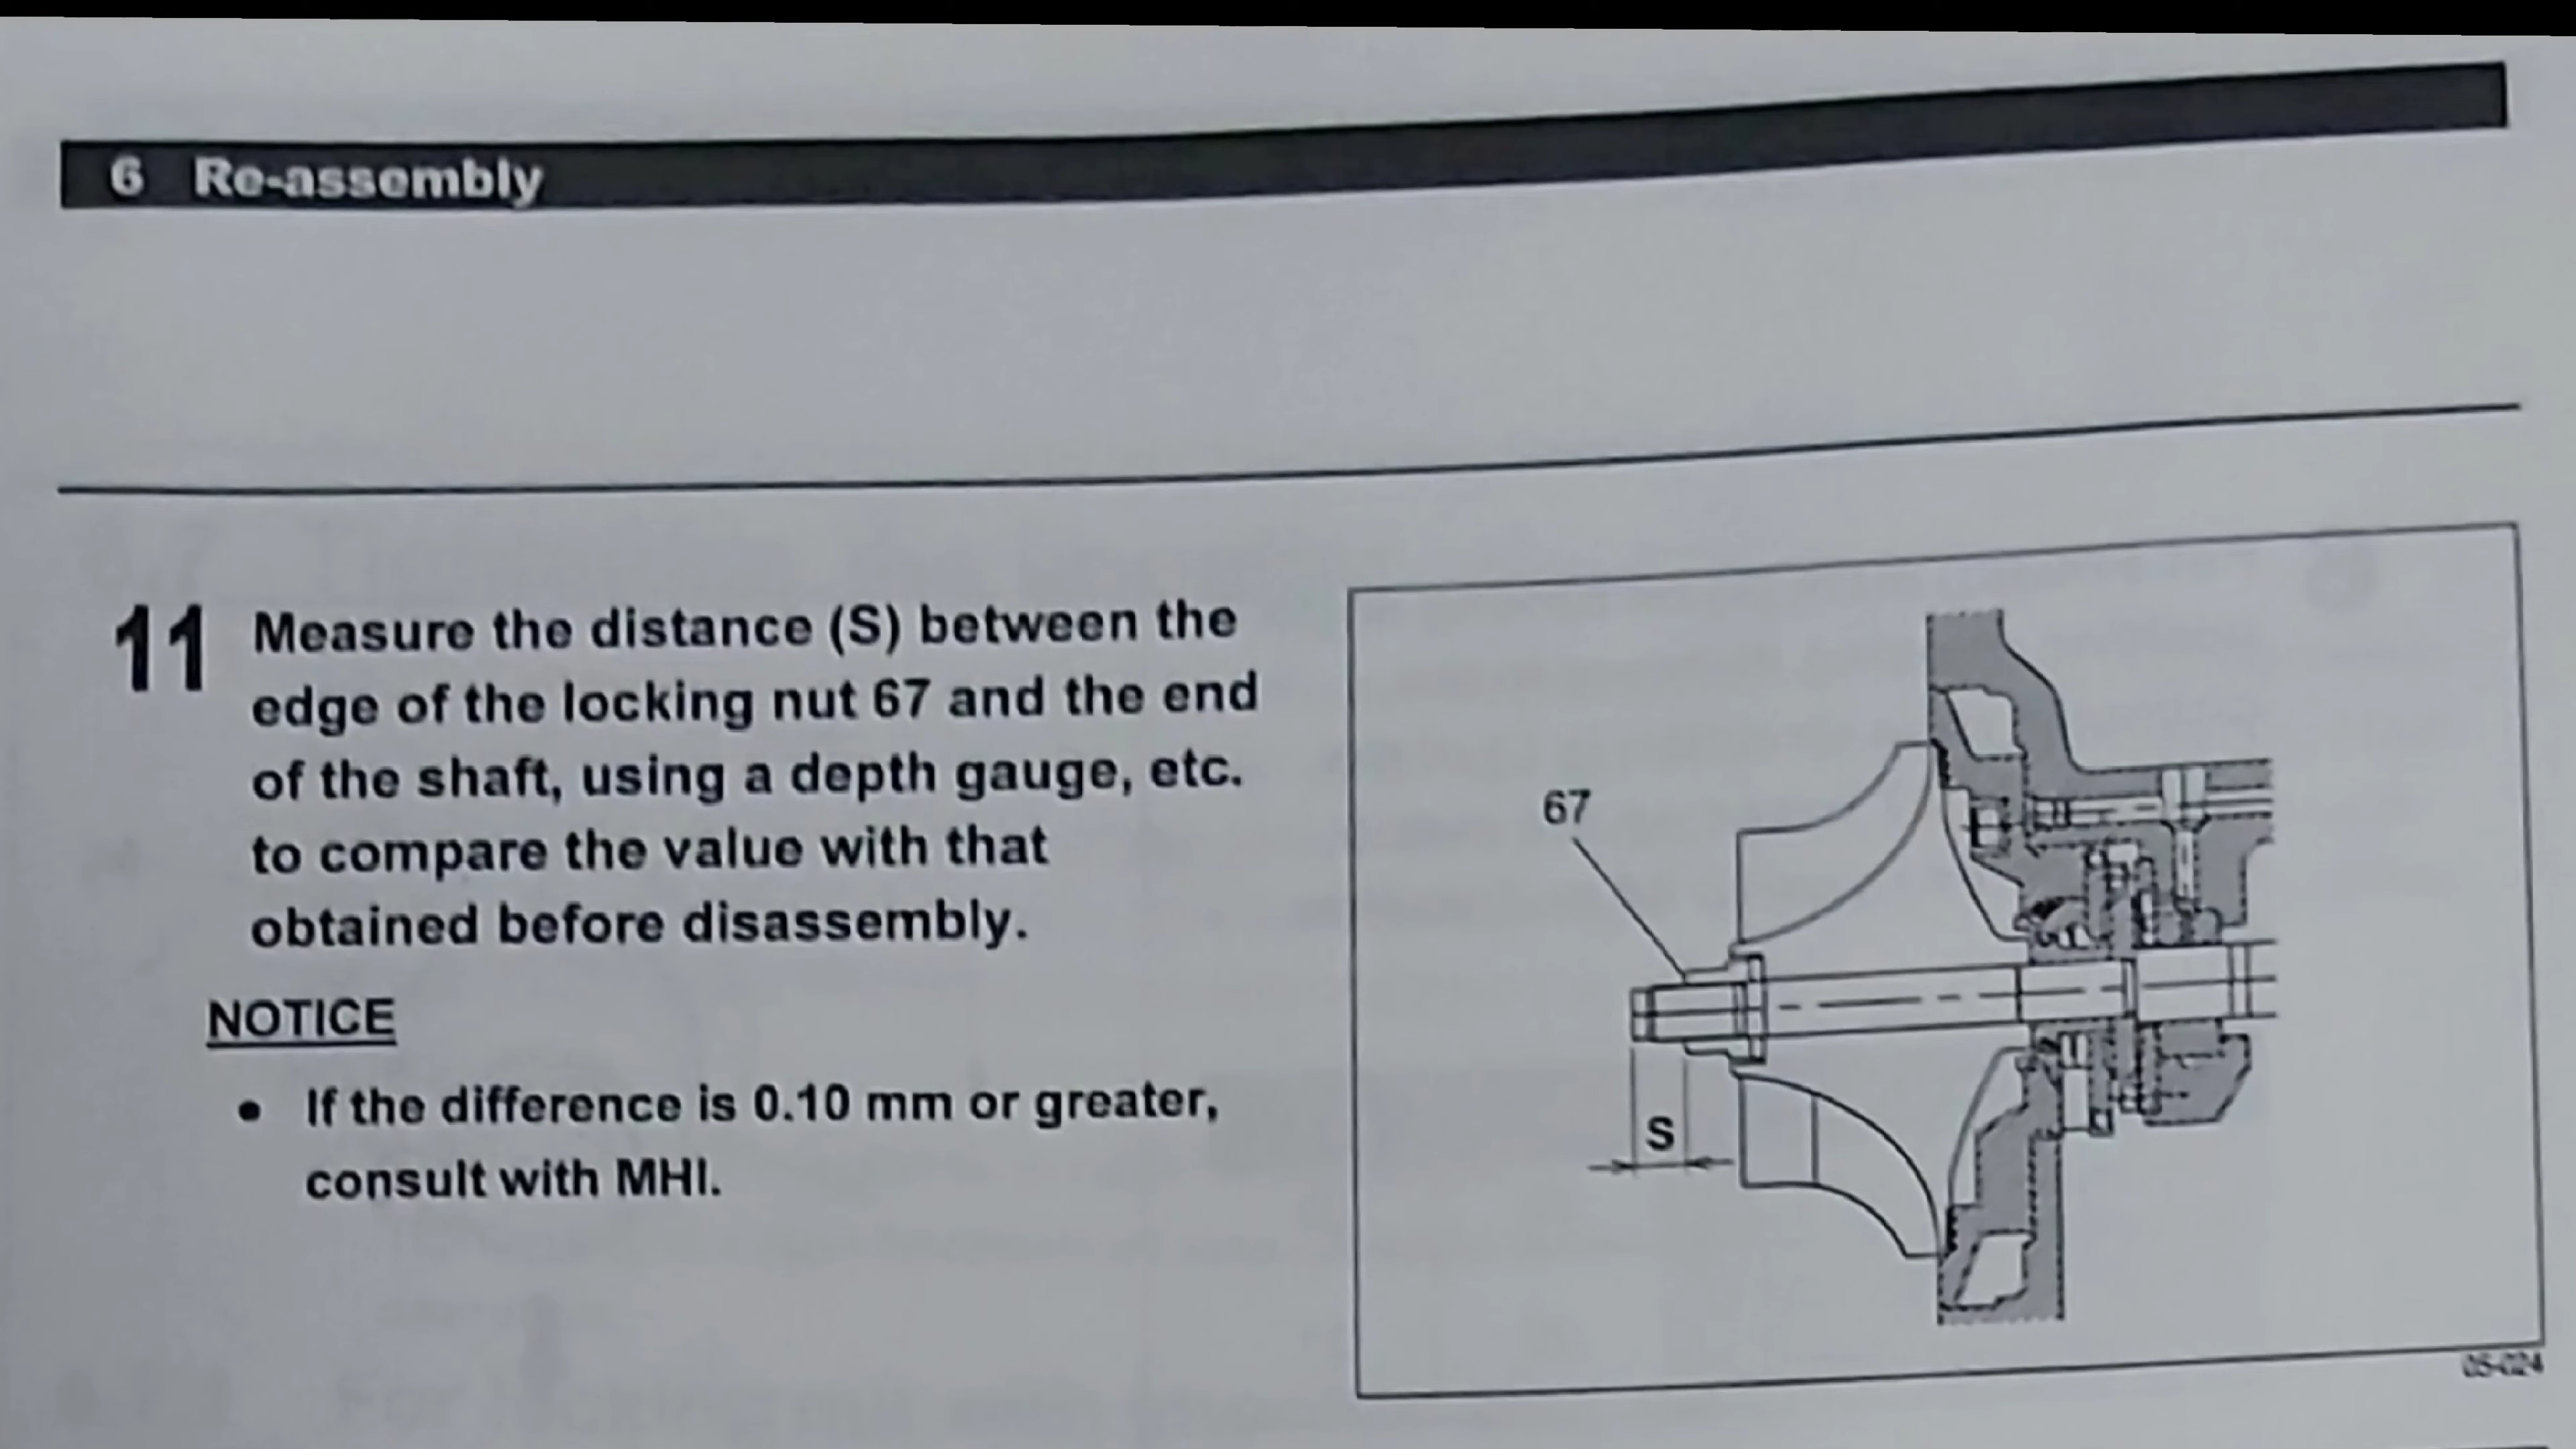 6 Re-assembly
11 Measure the distance (S) between the
edge of the locking nut 67 and the end
of the shaft, using a depth gauge, etc.
to compare the value with that
obtained before disassembly.
NOTICE
• If the difference is 0.10 mm or greater,
consult with MHI.
67
S
05-024